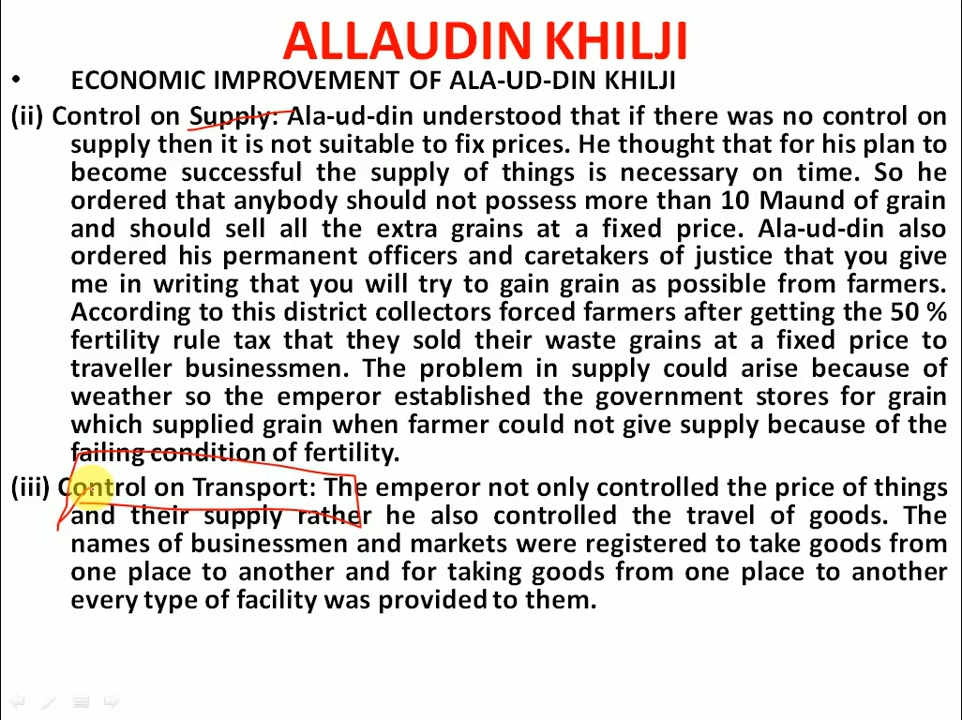 ALLAUDIN KHILJI
• ECONOMIC IMPROVEMENT OF ALA-UD-DIN KHILJI
(ii) Control on Supply: Ala-ud-din understood that if there was no control on
supply then it is not suitable to fix prices. He thought that for his plan to
become successful the supply of things is necessary on time. So he
ordered that anybody should not possess more than 10 Maund of grain
and should sell all the extra grains at a fixed price. Ala-ud-din also
ordered his permanent officers and caretakers of justice that you give
me in writing that you will try to gain grain as possible from farmers.
According to this district collectors forced farmers after getting the 50 %
fertility rule tax that they sold their waste grains at a fixed price to
traveller businessmen. The problem in supply could arise because of
weather so the emperor established the government stores for grain
which supplied grain when farmer could not give supply because of the
failing condition of fertility.
(iii) Control on Transport: The emperor not only controlled the price of things
and their supply rather he also controlled the travel of goods. The
names of businessmen and markets were registered to take goods from
one place to another and for taking goods from one place to another
every type of facility was provided to them.